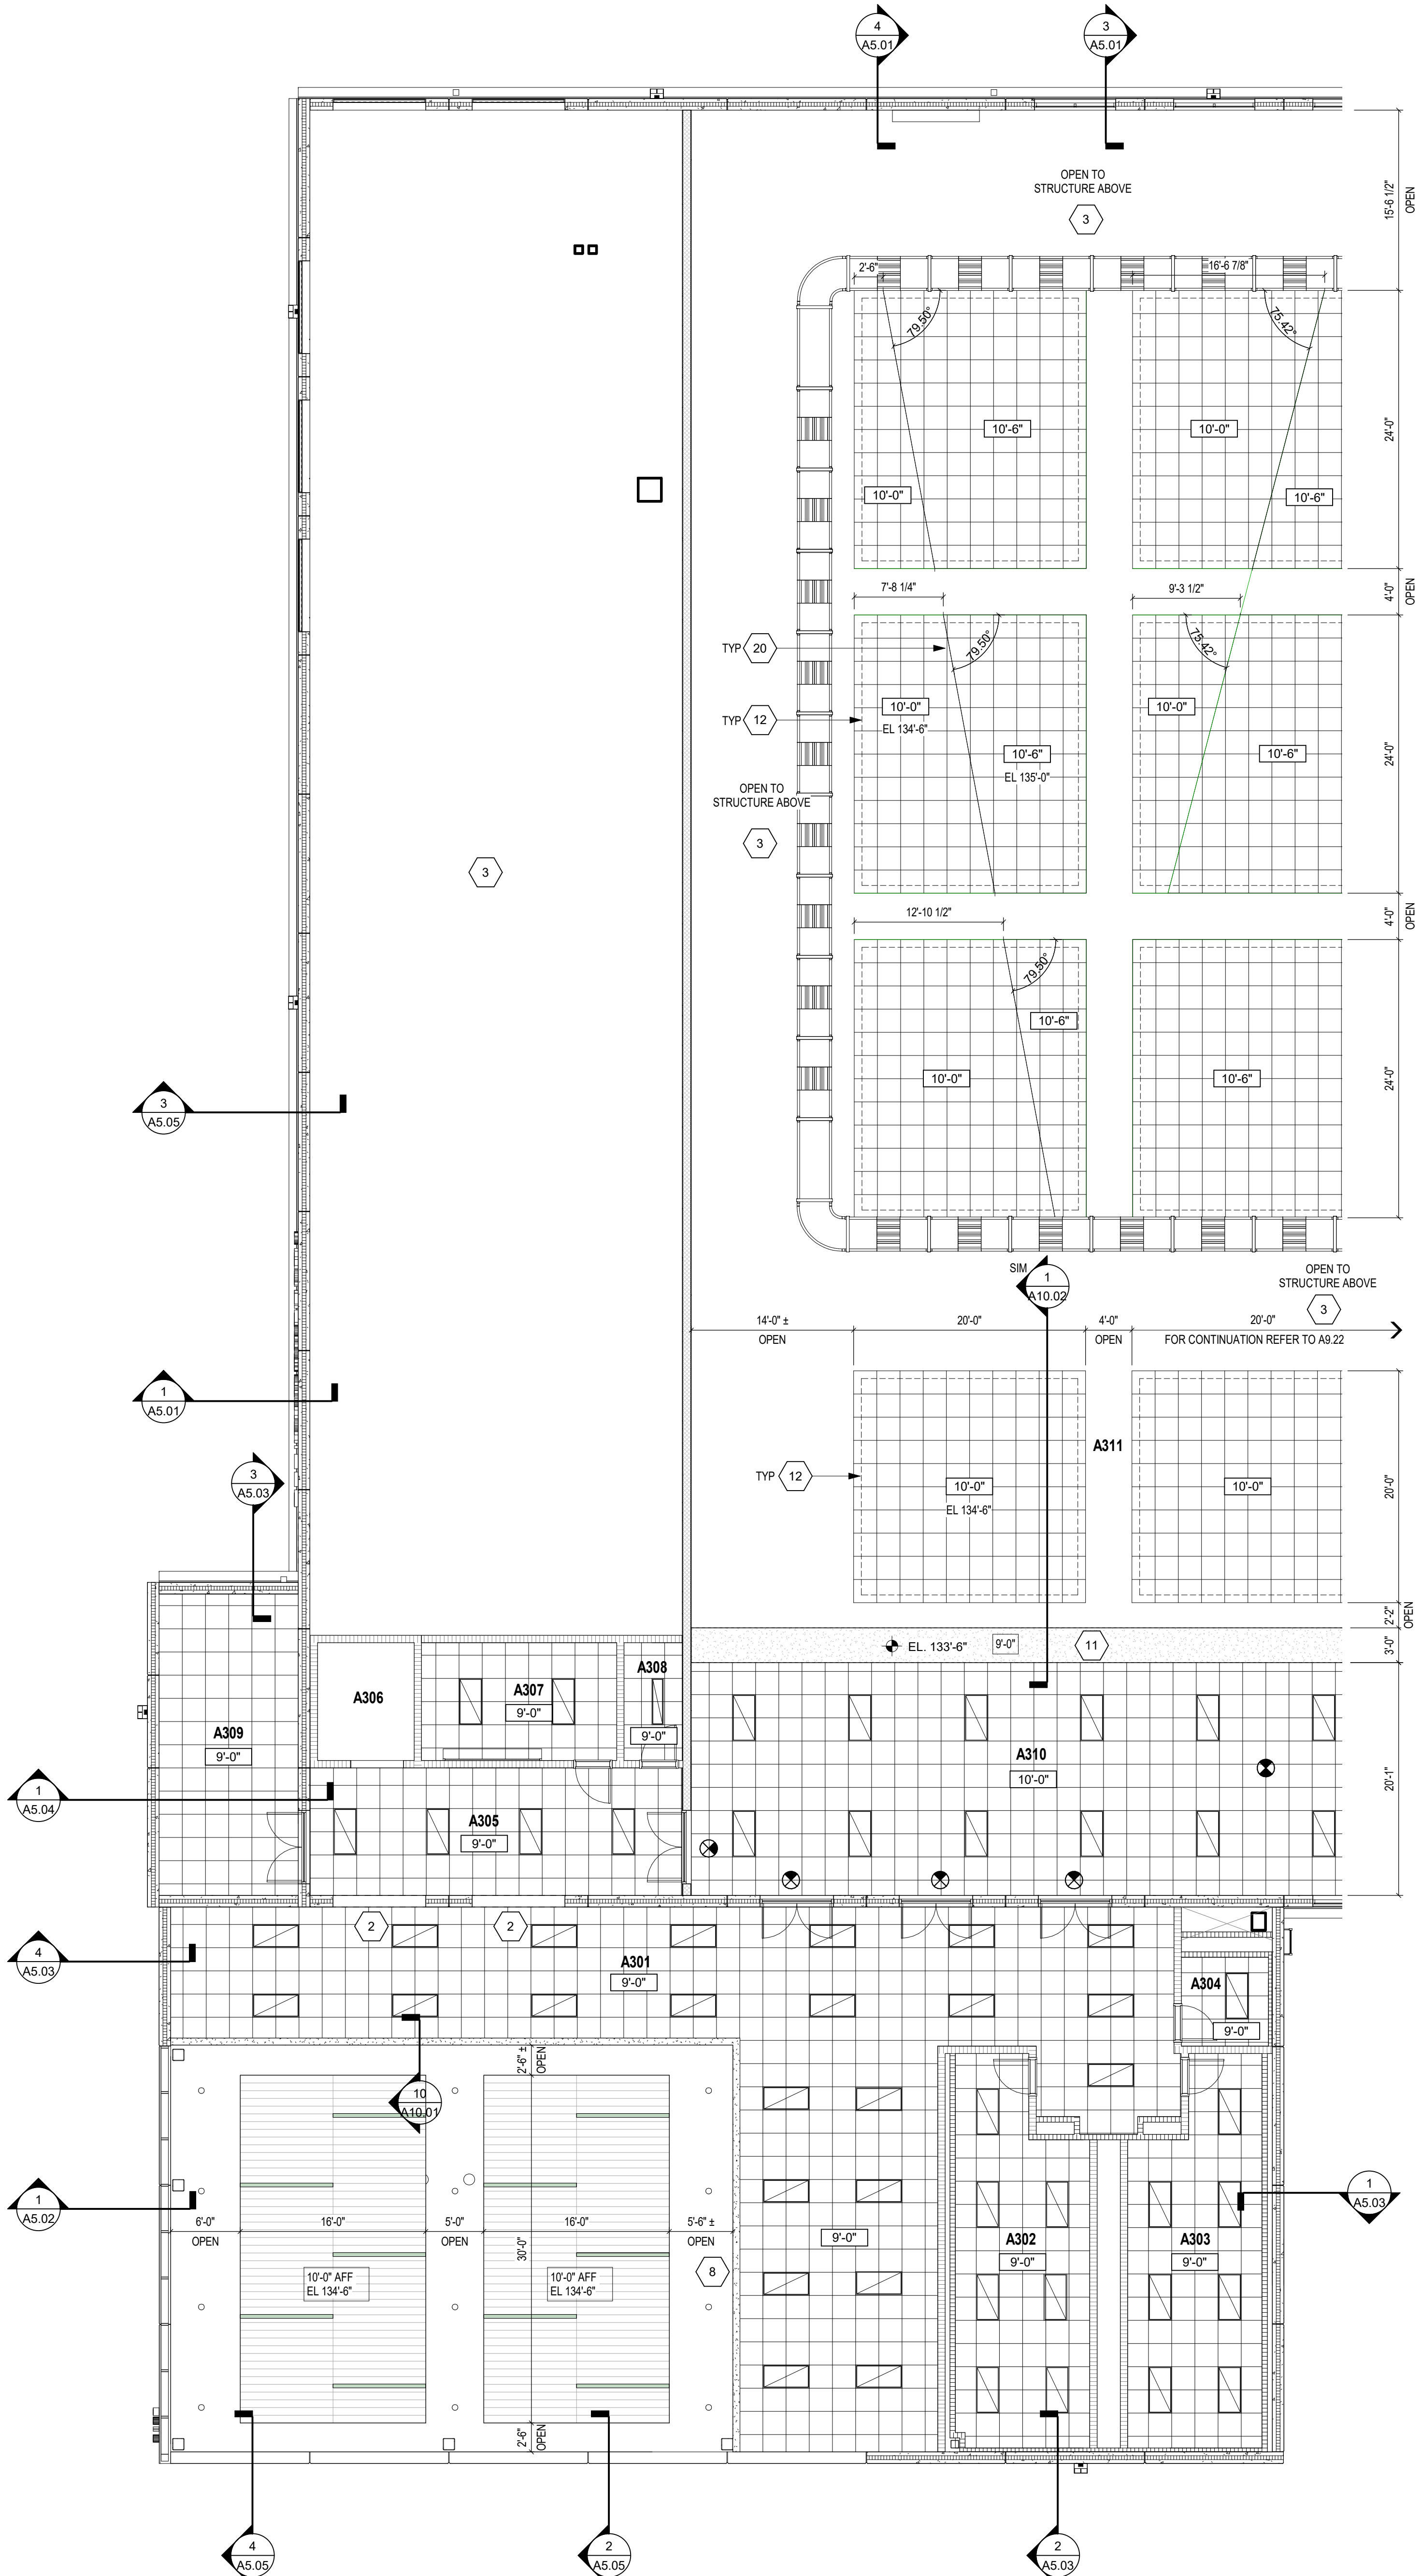 4
A5.01
3
A5.01
OPEN TO
STRUCTURE ABOVE
3
15'-6 1/2"
OPEN
2'-6"
16'-6 7/8"
79.50°
75.42°
10'-6"
10'-0"
24'-0"
10'-0"
10'-6"
4'-0"
OPEN
7'-8 1/4"
9'-3 1/2"
79.50°
75.42°
TYP 20
10'-0"
EL 134'-6"
10'-0"
TYP 12
10'-6"
EL 135'-0"
10'-6"
24'-0"
OPEN TO
STRUCTURE ABOVE
3
3
4'-0"
OPEN
12'-10 1/2"
79.50°
10'-6"
10'-0"
10'-6"
24'-0"
3
A5.05
SIM
1
A10.02
OPEN TO
STRUCTURE ABOVE
3
14'-0" ±
OPEN
20'-0"
4'-0"
OPEN
20'-0"
FOR CONTINUATION REFER TO A9.22
1
A5.01
A311
3
A5.03
TYP 12
10'-0"
EL 134'-6"
10'-0"
20'-0"
2'-2"
OPEN
EL. 133'-6"
9'-0"
11
3'-0"
A308
9'-0"
A306
A307
9'-0"
A309
9'-0"
A310
10'-0"
20'-1"
1
A5.04
A305
9'-0"
2
2
4
A5.03
A301
9'-0"
A304
9'-0"
2'-6" ±
OPEN
10
A10.01
1
A5.02
1
A5.03
6'-0"
OPEN
16'-0"
5'-0"
OPEN
16'-0"
5'-6" ±
OPEN
30'-0"
8
9'-0"
A302
9'-0"
A303
9'-0"
10'-0" AFF
EL 134'-6"
10'-0" AFF
EL 134'-6"
2'-6"
OPEN
4
A5.05
2
A5.05
2
A5.03